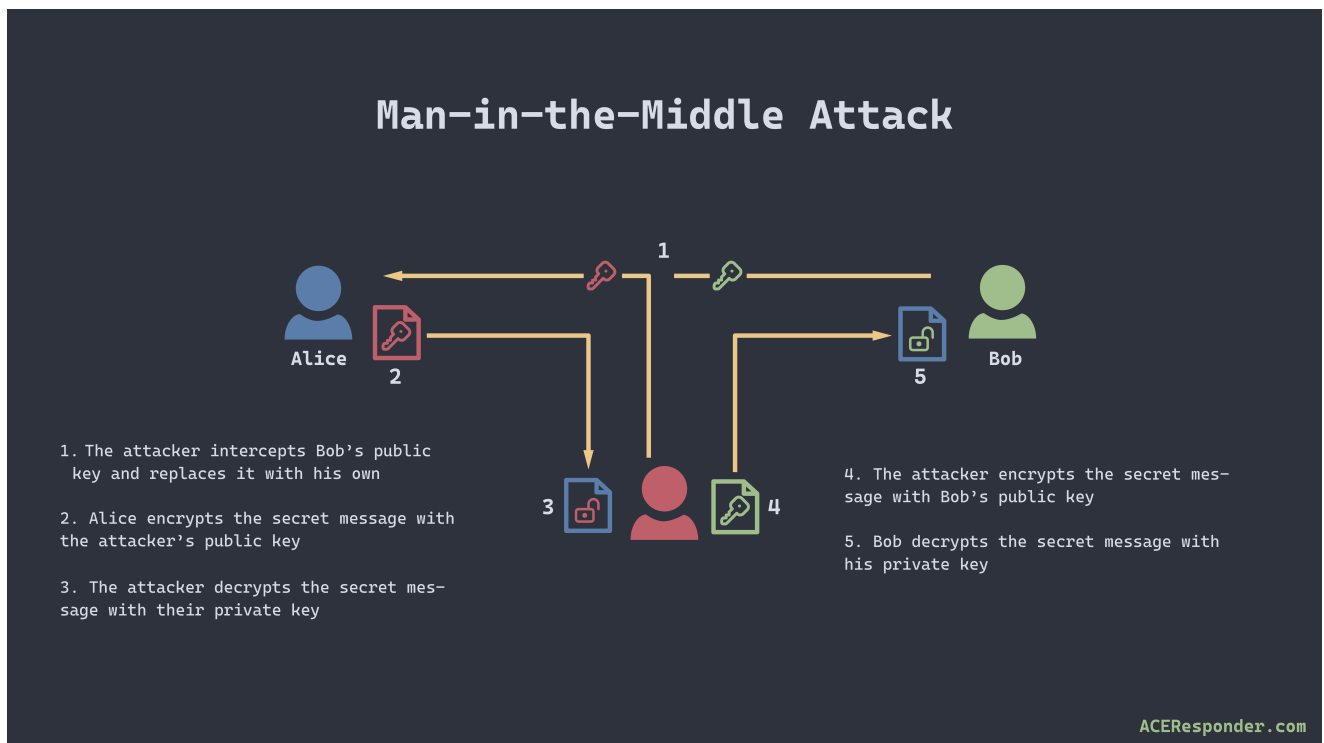 Man-in-the-Middle Attack
1
Alice
2
Bob
5
3
4
1. The attacker intercepts Bob's public
key and replaces it with his own
2. Alice encrypts the secret message with
the attacker's public key
3. The attacker decrypts the secret mes-
sage with their private key
4. The attacker encrypts the secret mes-
sage with Bob's public key
5. Bob decrypts the secret message with
his private key
ACEResponder.com